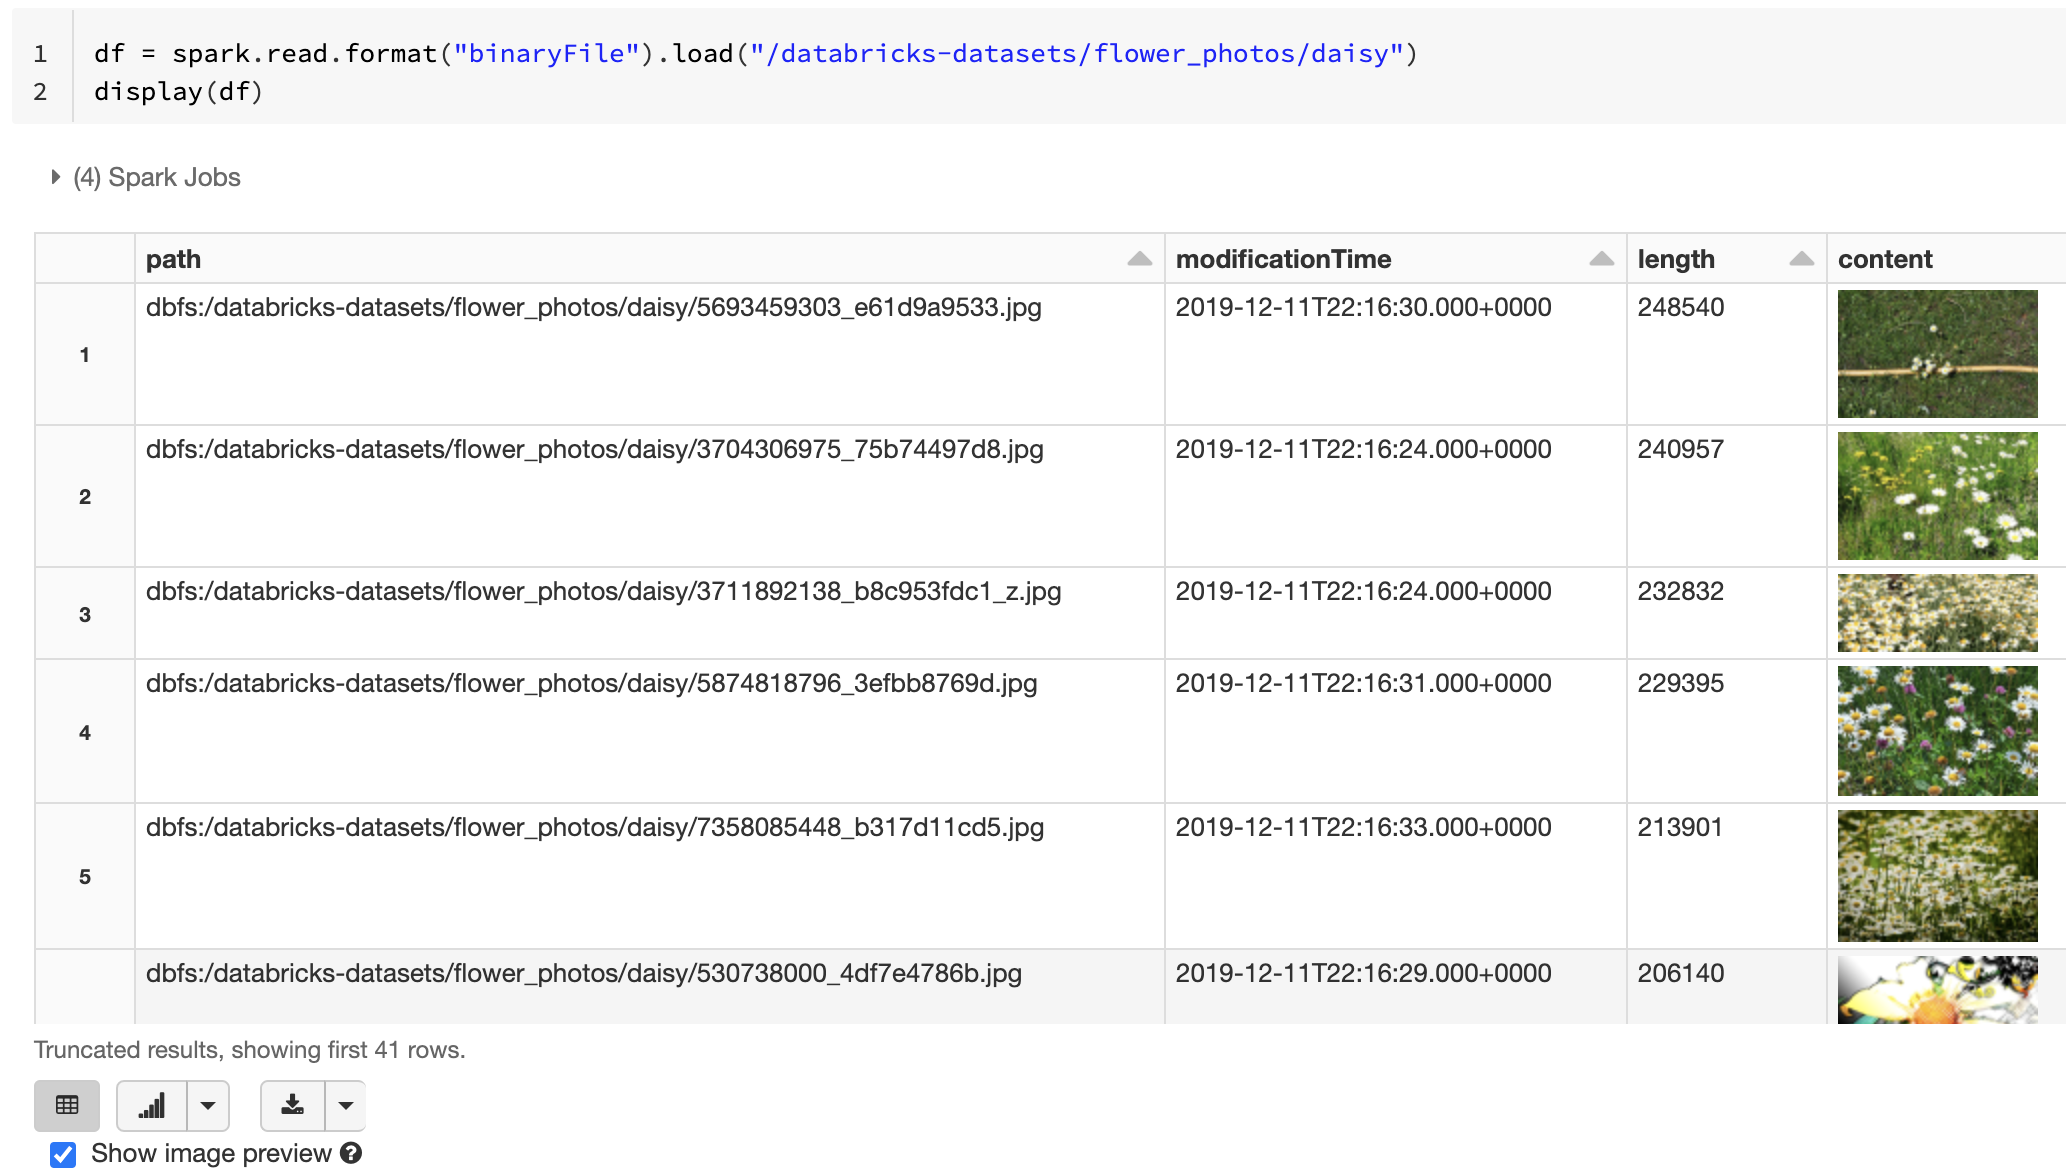 1 df = spark.read.format("binaryFile").load("/databricks-datasets/flower_photos/daisy")
2 display(df)
(4) Spark Jobs
path modificationTime length content
1 dbfs:/databricks-datasets/flower_photos/daisy/5693459303_e61d9a9533.jpg 2019-12-11T22:16:30.000+0000 248540
2 dbfs:/databricks-datasets/flower_photos/daisy/3704306975_75b74497d8.jpg 2019-12-11T22:16:24.000+0000 240957
3 dbfs:/databricks-datasets/flower_photos/daisy/3711892138_b8c953fdc1_z.jpg 2019-12-11T22:16:24.000+0000 232832
4 dbfs:/databricks-datasets/flower_photos/daisy/5874818796_3efbb8769d.jpg 2019-12-11T22:16:31.000+0000 229395
5 dbfs:/databricks-datasets/flower_photos/daisy/7358085448_b317d11cd5.jpg 2019-12-11T22:16:33.000+0000 213901
dbfs:/databricks-datasets/flower_photos/daisy/530738000_4df7e4786b.jpg 2019-12-11T22:16:29.000+0000 206140
Truncated results, showing first 41 rows.
Show image preview ?